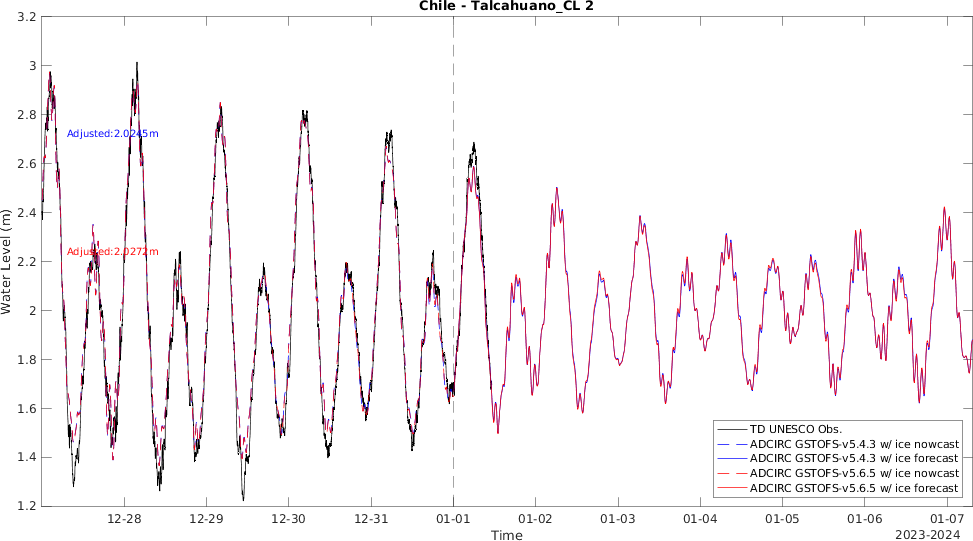 Chile - Talcahuano_CL 2
3.2
3
2.8
2.6
2.4
2.2
2
1.8
1.6
1.4
1.2
Water Level (m)
Adjusted:2.0245m
Adjusted:2.0272m
TD UNESCO Obs.
ADCIRC GSTOFS-v5.4.3 w/ ice nowcast
ADCIRC GSTOFS-v5.4.3 w/ ice forecast
ADCIRC GSTOFS-v5.6.5 w/ ice nowcast
ADCIRC GSTOFS-v5.6.5 w/ ice forecast
12-28 12-29 12-30 12-31 01-01 01-02 01-03 01-04 01-05 01-06 01-07
Time
2023-2024